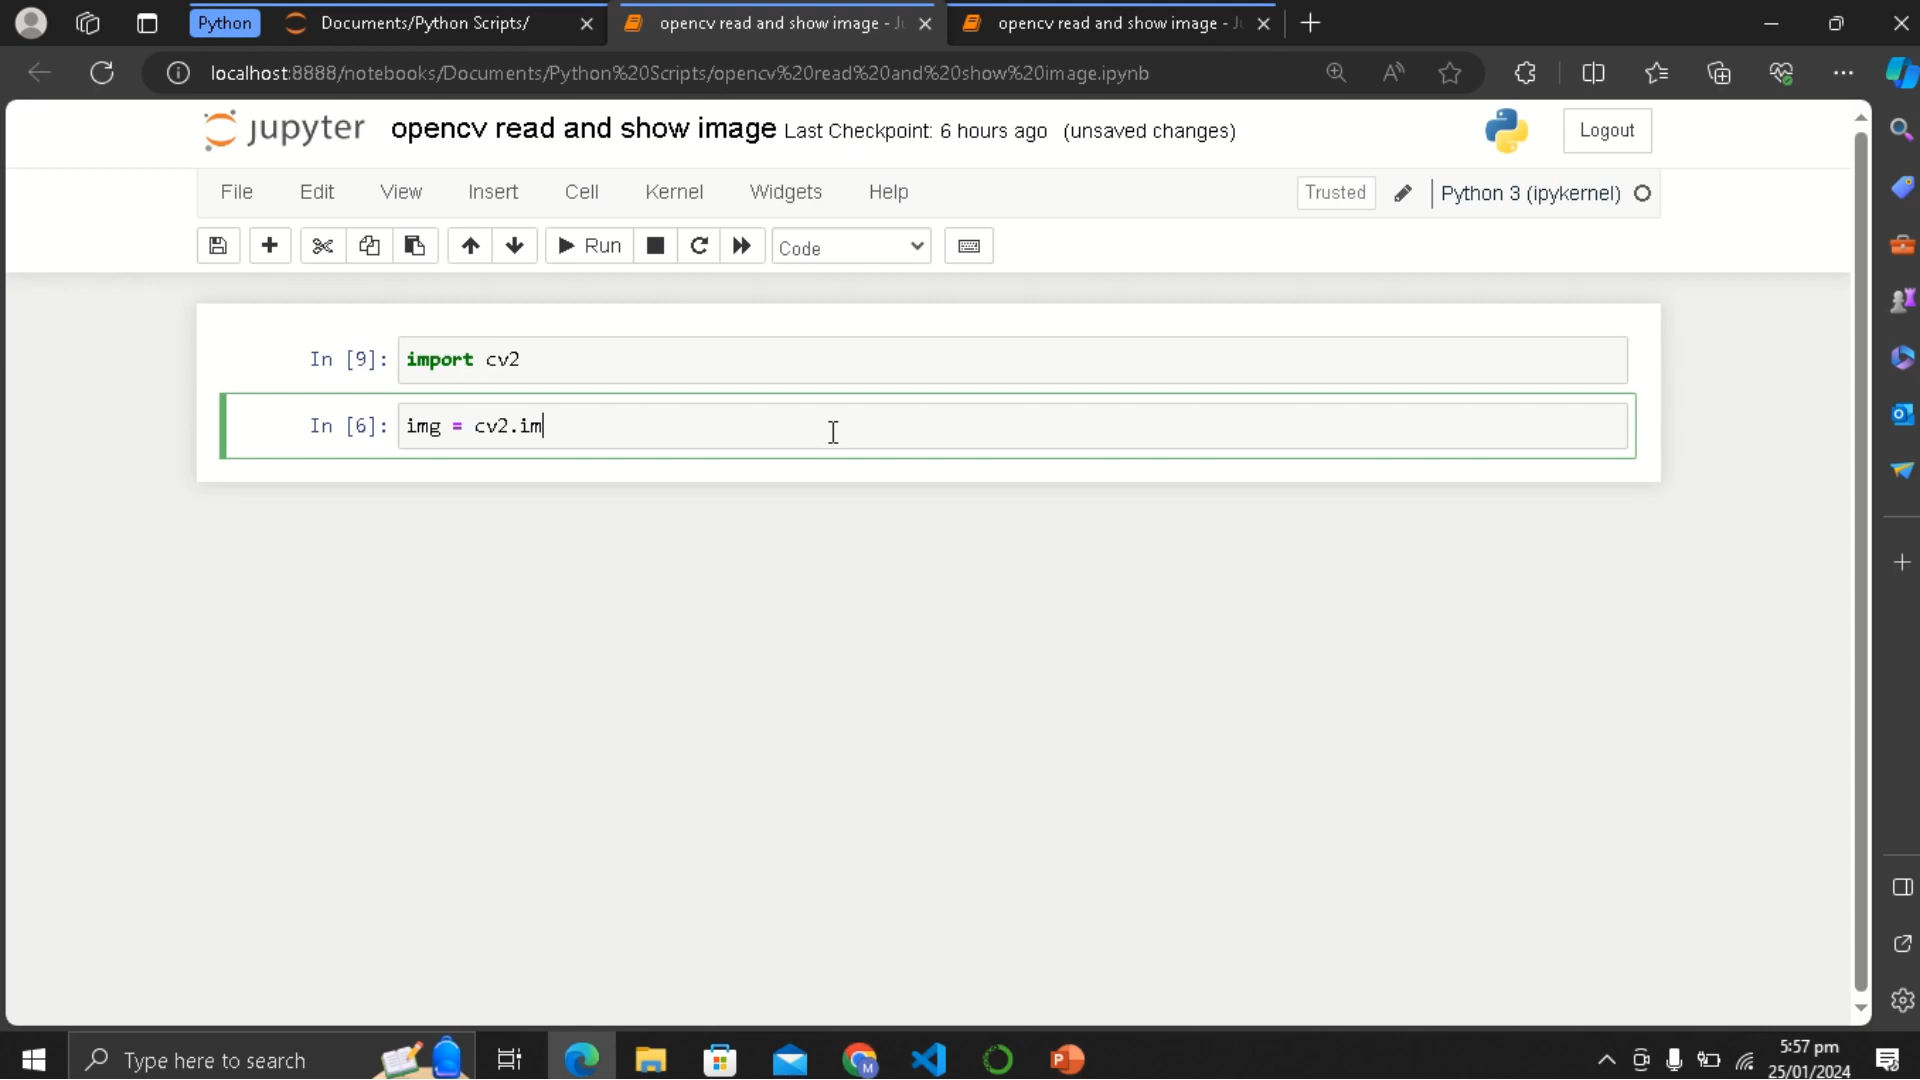 Python
Documents/Python Scripts/
opencv read and show image - Ju
opencv read and show image - Ju
localhost:8888/notebooks/Documents/Python%20Scripts/opencv%20read%20and%20show%20image.ipynb
jupyter
opencv read and show image Last Checkpoint: 6 hours ago (unsaved changes)
Logout
File Edit View Insert Cell Kernel Widgets Help
Trusted
Python 3 (ipykernel)
Run
Code
In [9]: import cv2
In [6]: img = cv2.im
Type here to search
5:57 pm
25/01/2024